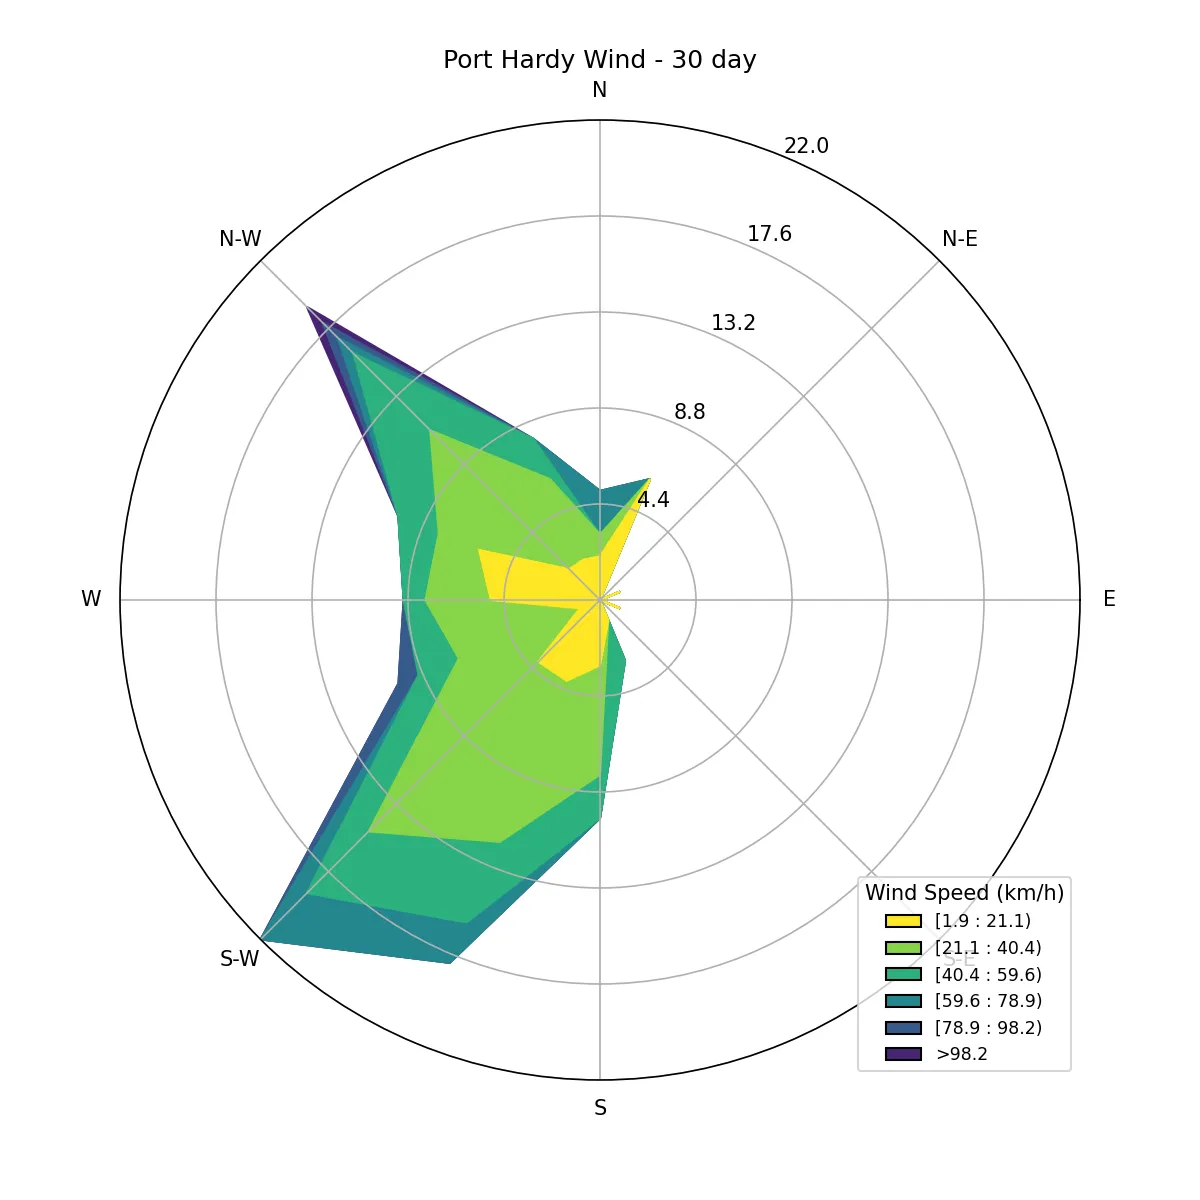 Port Hardy Wind - 30 day
N
22.0
N-W
17.6
N-E
13.2
8.8
4.4
W
E
Wind Speed (km/h)
[1.9 : 21.1)
[21.1 : 40.4)
S-W
S-E
[40.4 : 59.6)
[59.6 : 78.9)
[78.9 : 98.2)
>98.2
S